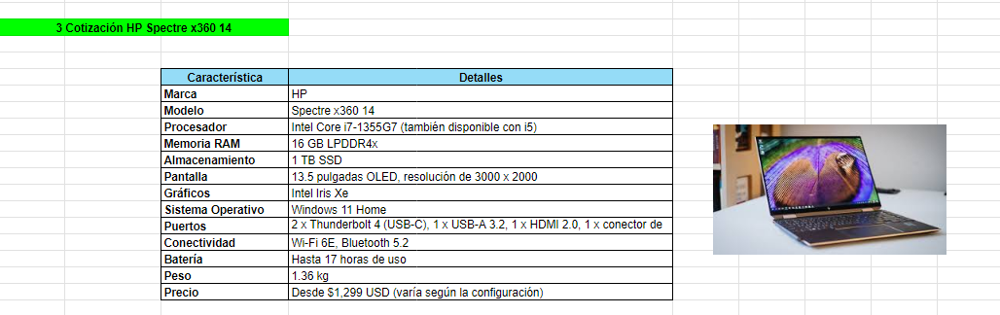 3 Cotización HP Spectre x360 14
Característica Detalles
Marca HP
Modelo Spectre x360 14
Procesador Intel Core i7-1355G7 (también disponible con i5)
Memoria RAM 16 GB LPDDR4x
Almacenamiento 1 TB SSD
Pantalla 13.5 pulgadas OLED, resolución de 3000 x 2000
Gráficos Intel Iris Xe
Sistema Operativo Windows 11 Home
Puertos 2 x Thunderbolt 4 (USB-C), 1 x USB-A 3.2, 1 x HDMI 2.0, 1 x conector de
Conectividad Wi-Fi 6E, Bluetooth 5.2
Batería Hasta 17 horas de uso
Peso 1.36 kg
Precio Desde $1,299 USD (varía según la configuración)